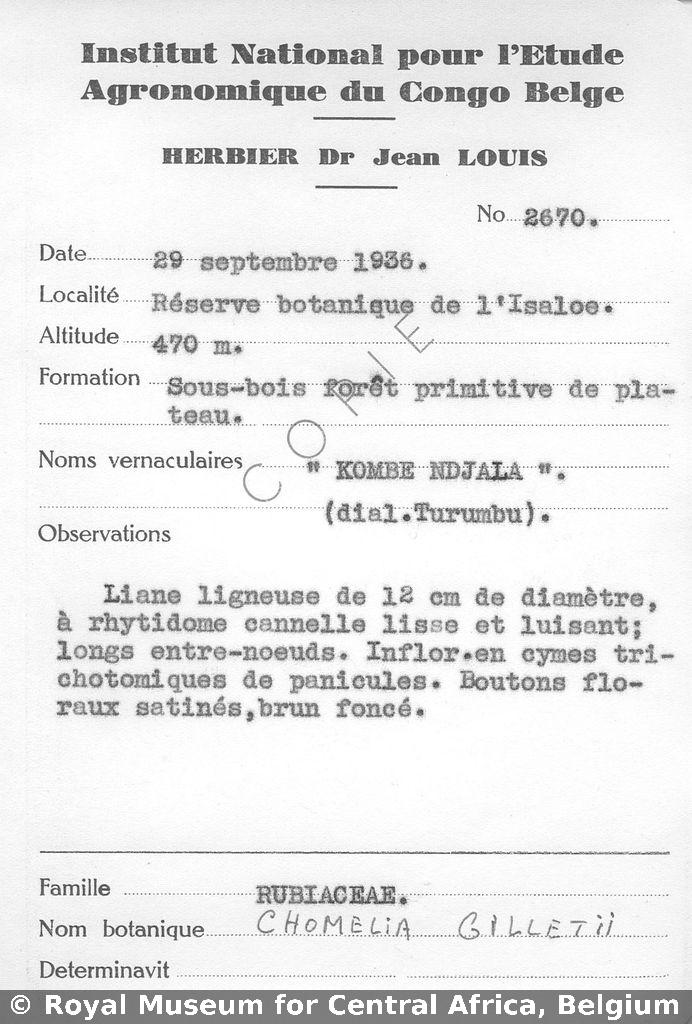 Institut National pour l'Etude
Agronomique du Congo Belge
HERBIER Dr Jean LOUIS
No 2670.
Date 29 septembre 1936.
Localité Réserve botanique de l'Isaloe.
Altitude 470 m.
Formation Sous-bois forêt primitive de pla-
teau.
COPIE
Noms vernaculaires " KOMBE NDJALA ".
(dial.Turumbu).
Observations
Liane ligneuse de 12 cm de diamètre,
à rhytidome cannelle lisse et luisant;
longs entre-noeuds. Inflor.en cymes tri-
chotomiques de panicules. Boutons flo-
raux satinés,brun foncé.
Famille RUBIACEAE.
Nom botanique CHOMELIA GILLETII
Determinavit
© Royal Museum for Central Africa, Belgium